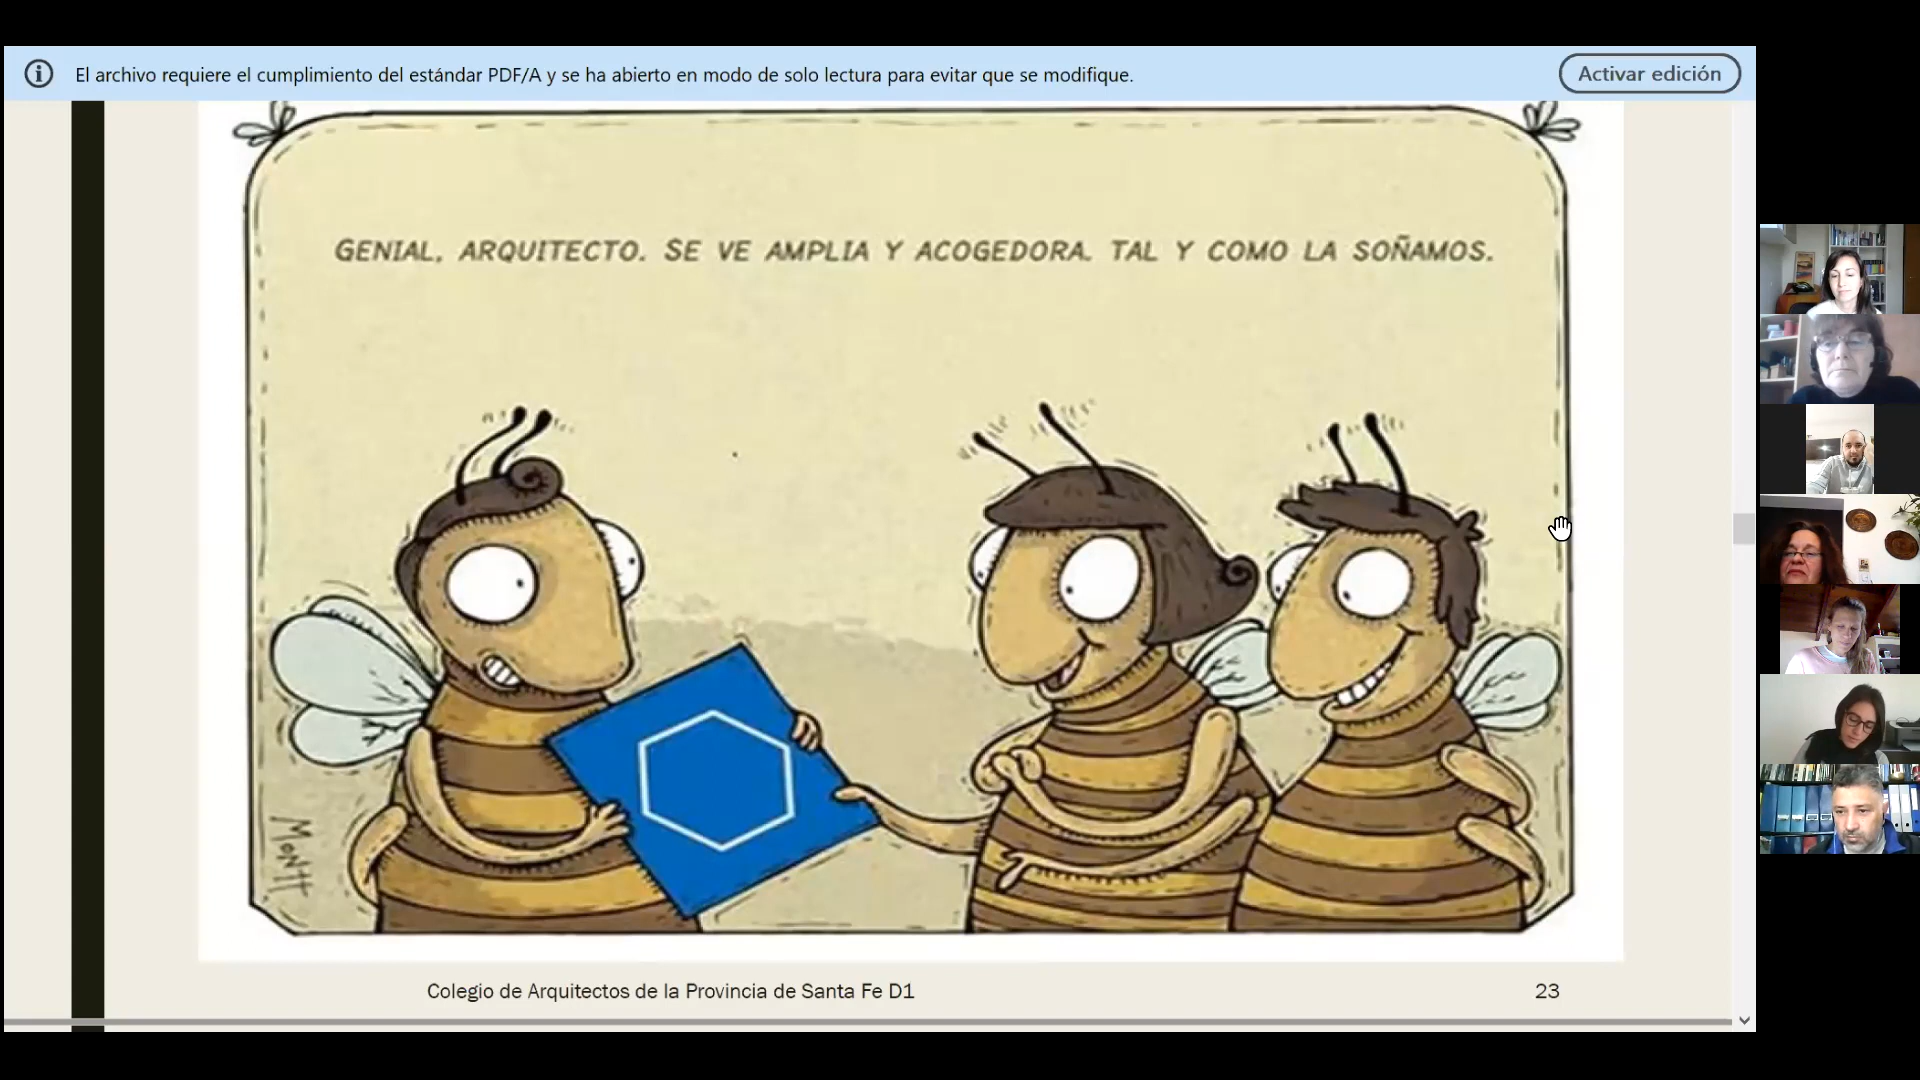 El archivo requiere el cumplimiento del estándar PDF/A y se ha abierto en modo de solo lectura para evitar que se modifique.
Activar edición
GENIAL, ARQUITECTO. SE VE AMPLIA Y ACOGEDORA. TAL Y COMO LA SOÑAMOS.
MONTT
Colegio de Arquitectos de la Provincia de Santa Fe D1
23